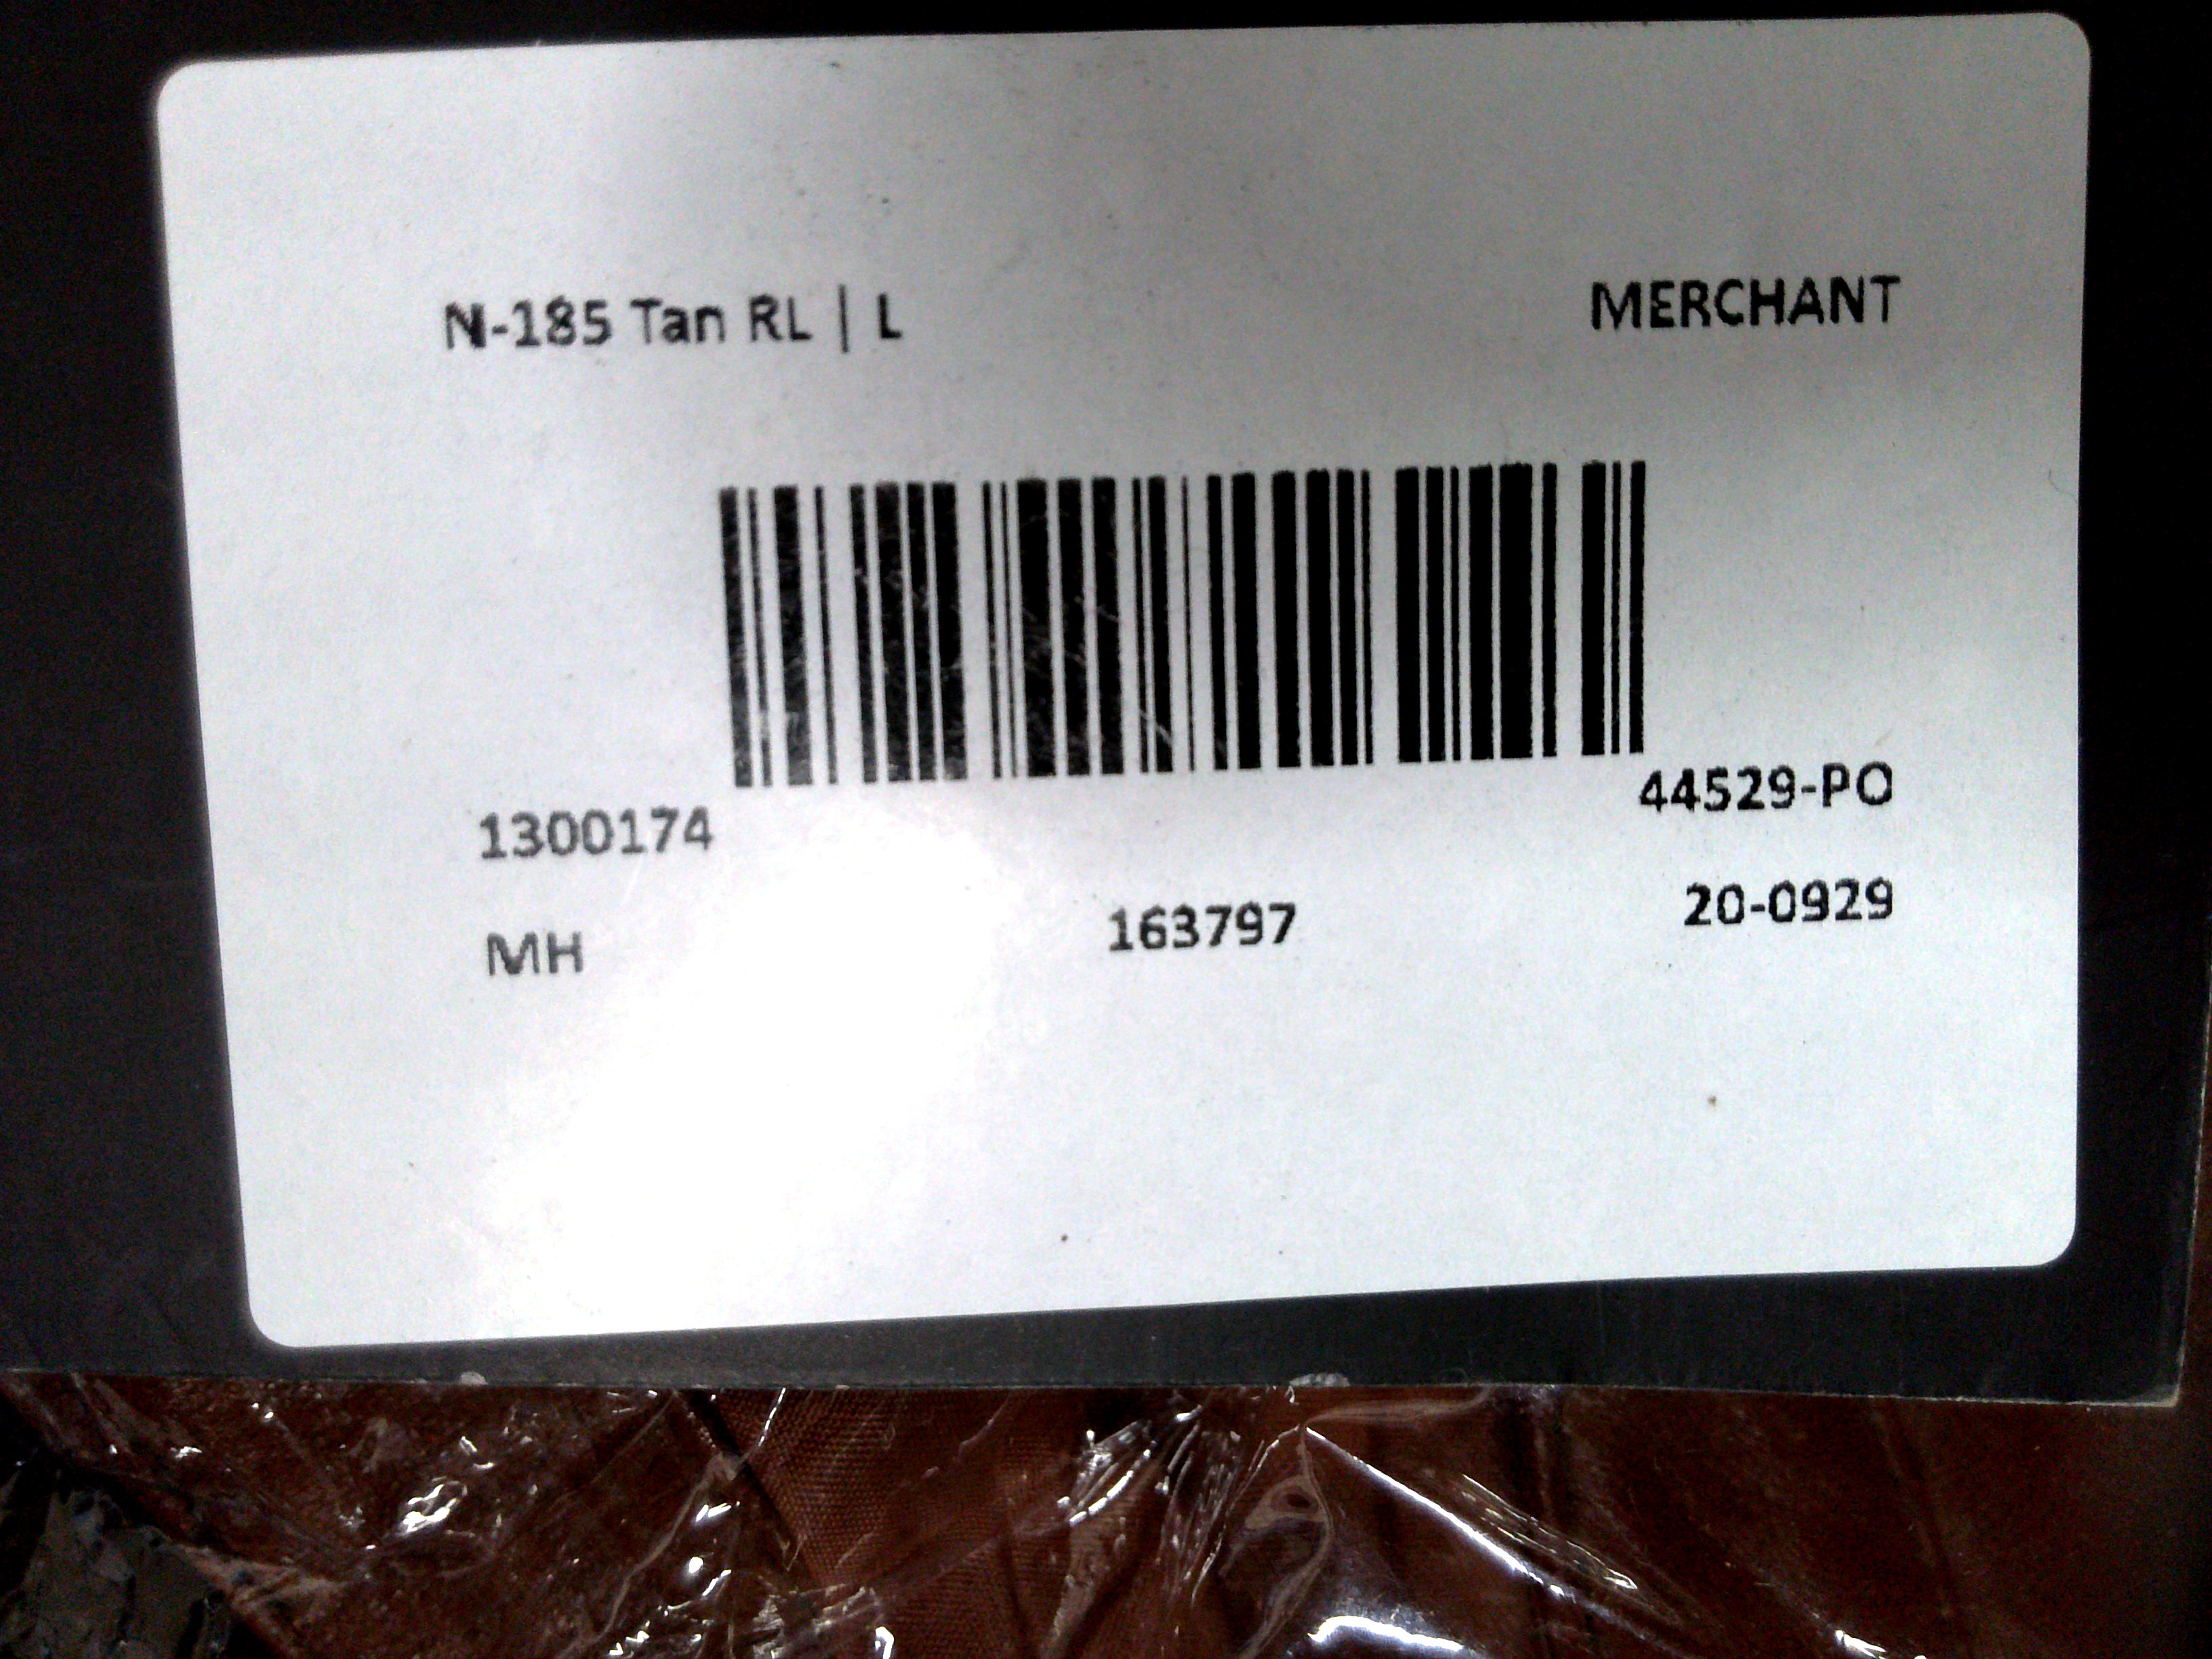 N-185 Tan RL | L
MERCHANT
1300174
44529-PO
MH
163797
20-0929